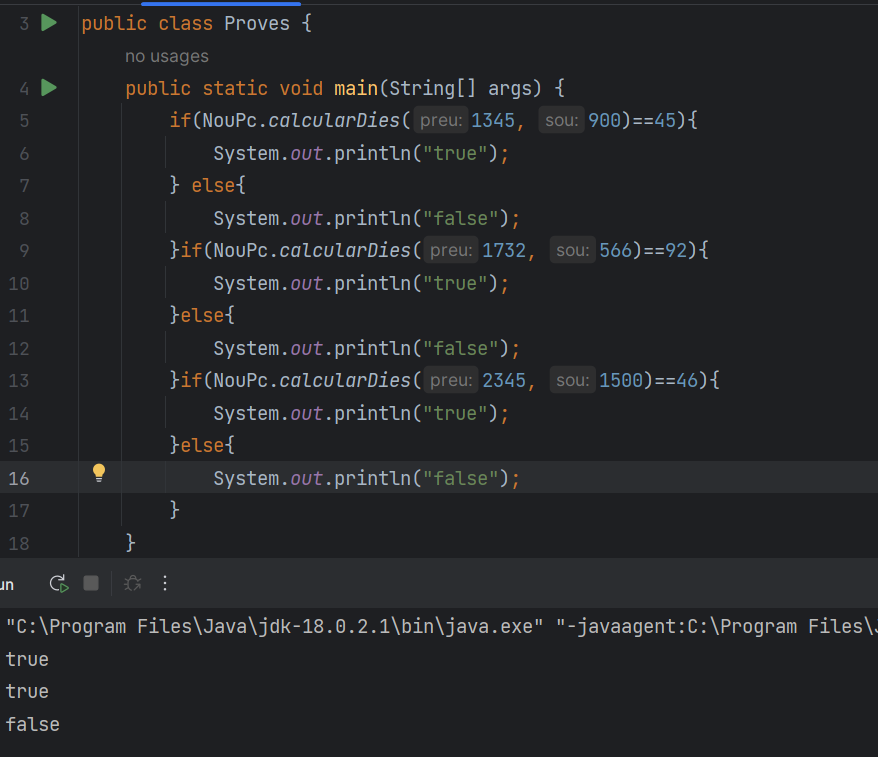 3 public class Proves {
no usages
4 public static void main(String[] args) {
5 if(NouPc.calcularDies( preu: 1345, sou: 900)==45){
6 System.out.println("true");
7 } else{
8 System.out.println("false");
9 }if(NouPc.calcularDies( preu: 1732, sou: 566)==92){
10 System.out.println("true");
11 }else{
12 System.out.println("false");
13 }if(NouPc.calcularDies( preu: 2345, sou: 1500)==46){
14 System.out.println("true");
15 }else{
16 System.out.println("false");
17 }
18 }
un
"C:\Program Files\Java\jdk-18.0.2.1\bin\java.exe" "-javaagent:C:\Program Files\
true
true
false